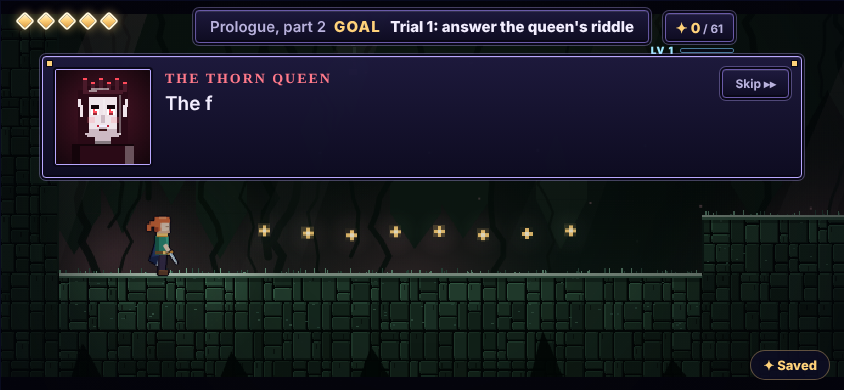 Prologue, part 2 GOAL Trial 1: answer the queen's riddle
0 / 61
LV 1
THE THORN QUEEN
Skip
The f
Saved